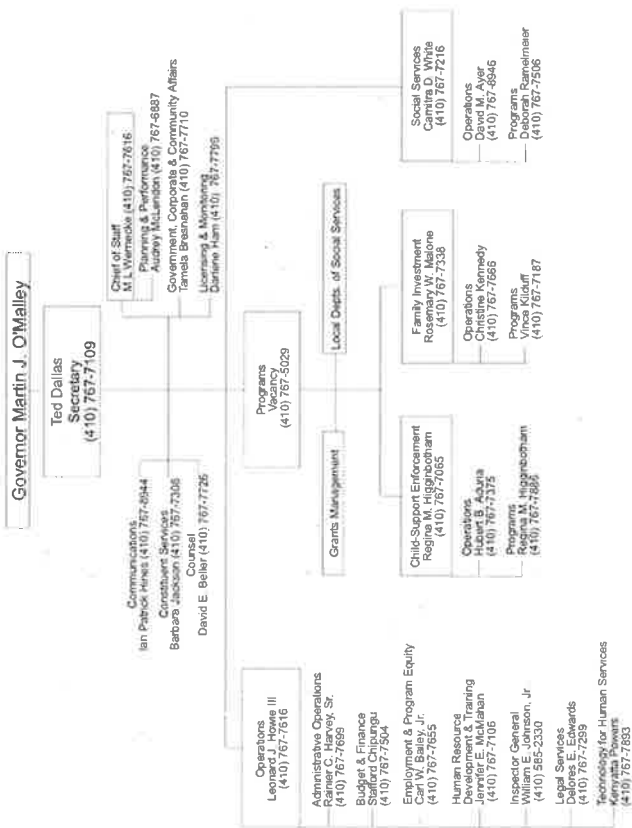 Governor Martin J. O'Malley
Ted Dallas
Secretary
(410) 767-7109
Communications
Ian Patrick Hines (410) 767-8944
Constituent Services
Barbara Jackson (410) 767-7308
Counsel
David E. Beller (410) 767-7726
Chief of Staff
M L Wernecke (410) 767-7616
Planning & Performance
Audrey McLendon (410) 767-6687
Government, Corporate & Community Affairs
Tamela Bresnahan (410) 767-7710
Licensing & Monitoring
Darlene Ham (410) 767-7799
Operations
Leonard J. Howie III
(410) 767-7616
Administrative Operations
Rainier C. Harvey, Sr.
(410) 767-7699
Budget & Finance
Stafford Chipungu
(410) 767-7504
Employment & Program Equity
Carl W. Bailey, Jr.
(410) 767-7655
Human Resource
Development & Training
Jennifer E. McMahan
(410) 767-7106
Inspector General
William E. Johnson, Jr
(410) 585-2330
Legal Services
Delores E. Edwards
(410) 767-7299
Technology for Human Services
Kenyatta Powers
(410) 767-7893
Programs
Vacancy
(410) 767-5029
Grants Management
Local Depts. of Social Services
Child-Support Enforcement
Regina M. Higginbotham
(410) 767-7065
Operations
Hubert B. Aduria
(410) 767-7375
Programs
Regina M. Higginbotham
(410) 767-7886
Family Investment
Rosemary W. Malone
(410) 767-7338
Operations
Christine Kennedy
(410) 767-7666
Programs
Vince Kilduff
(410) 767-7187
Social Services
Carnitra D. White
(410) 767-7216
Operations
David M. Ayer
(410) 767-8946
Programs
Deborah Ramelmeier
(410) 767-7506